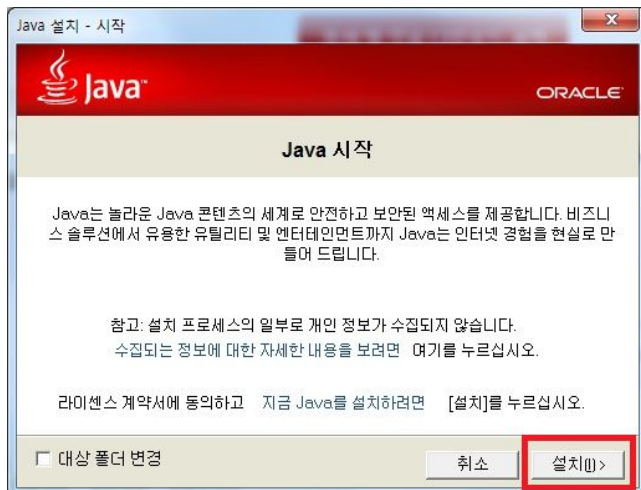 Java 설치 - 시작
Java™
ORACLE
Java 시작
Java는 놀라운 Java 콘텐츠의 세계로 안전하고 보안된 액세스를 제공합니다. 비즈니
스 솔루션에서 유용한 유틸리티 및 엔터테인먼트까지 Java는 인터넷 경험을 현실로 만
들어 드립니다.
참고: 설치 프로세스의 일부로 개인 정보가 수집되지 않습니다.
수집되는 정보에 대한 자세한 내용을 보려면 여기를 누르십시오.
라이센스 계약서에 동의하고 지금 Java를 설치하려면 [설치]를 누르십시오.
대상 폴더 변경
취소
설치(I) >